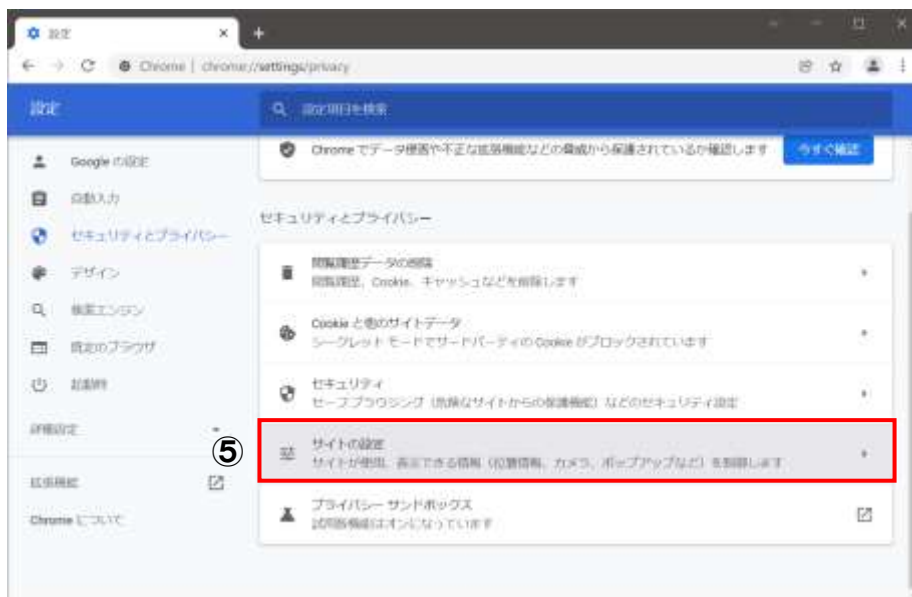 設定
Chrome | chrome://settings/privacy
設定
設定項目を検索
Google の設定
自動入力
セキュリティとプライバシー
デザイン
検索エンジン
既定のブラウザ
起動時
詳細設定
拡張機能
Chrome について
Chrome でデータ侵害や不正な拡張機能などの脅威から保護されているか確認します
今すぐ確認
セキュリティとプライバシー
閲覧履歴データの削除
閲覧履歴、Cookie、キャッシュなどを削除します
Cookie と他のサイトデータ
シークレット モードでサードパーティの Cookie がブロックされています
セキュリティ
セーフ ブラウジング（危険なサイトからの保護機能）などのセキュリティ設定
⑤
サイトの設定
サイトが使用、表示できる情報（位置情報、カメラ、ポップアップなど）を制御します
プライバシー サンドボックス
試用版機能はオンになっています